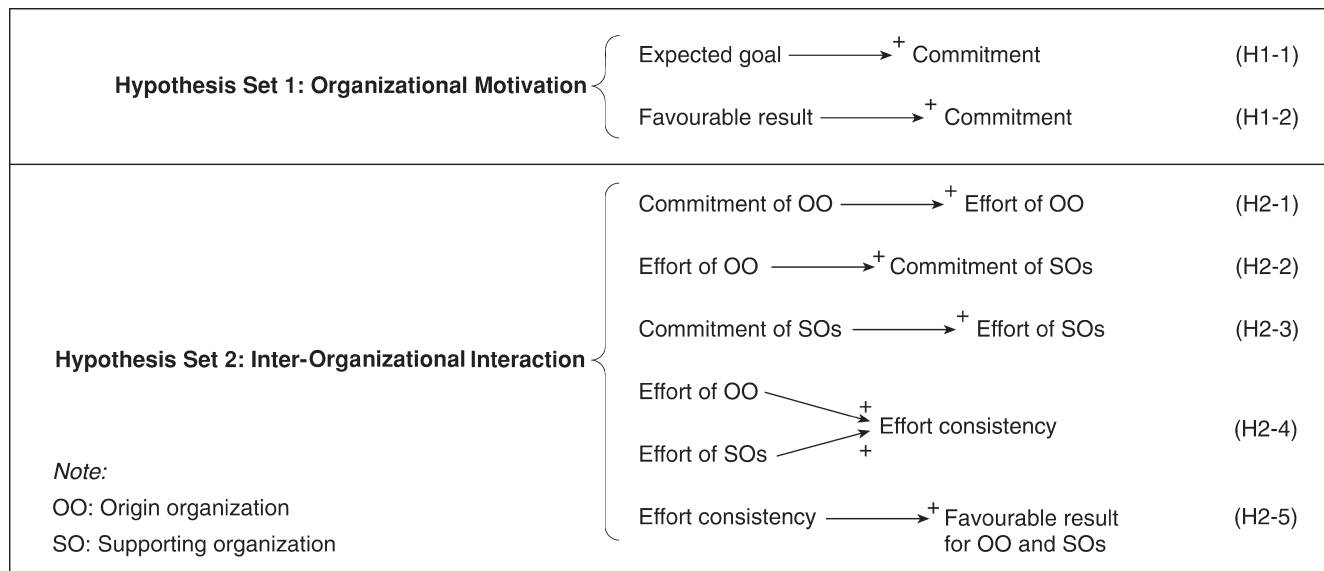 Hypothesis Set 1: Organizational Motivation
Expected goal + Commitment (H1-1)
Favourable result + Commitment (H1-2)
Hypothesis Set 2: Inter-Organizational Interaction
Commitment of OO + Effort of OO (H2-1)
Effort of OO + Commitment of SOs (H2-2)
Commitment of SOs + Effort of SOs (H2-3)
Effort of OO
+
Effort consistency (H2-4)
Effort of SOs
+
Effort consistency + Favourable result (H2-5)
for OO and SOs
Note:
OO: Origin organization
SO: Supporting organization